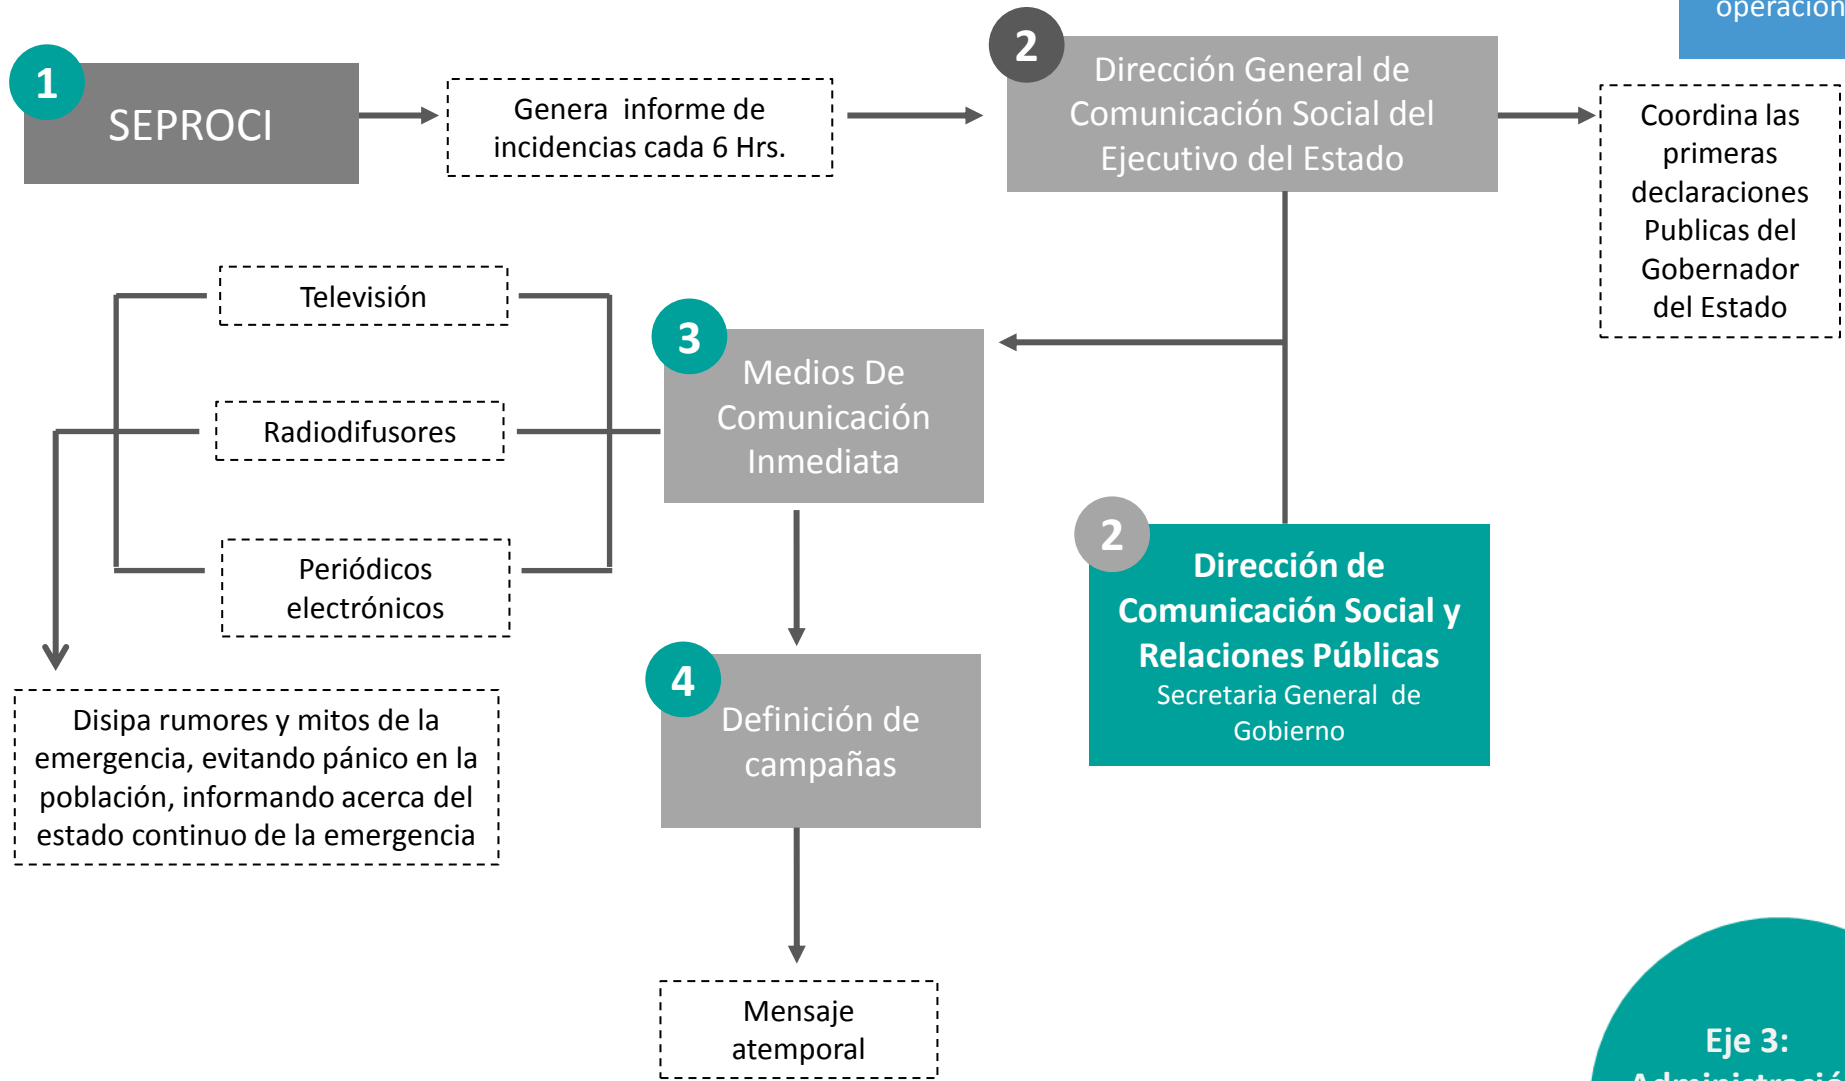 operación
1
SEPROCI
Genera informe de
incidencias cada 6 Hrs.
2
Dirección General de
Comunicación Social del
Ejecutivo del Estado
Coordina las
primeras
declaraciones
Publicas del
Gobernador
del Estado
Televisión
Radiodifusores
Periódicos
electrónicos
3
Medios De
Comunicación
Inmediata
2
Dirección de
Comunicación Social y
Relaciones Públicas
Secretaria General de
Gobierno
4
Definición de
campañas
Disipa rumores y mitos de la
emergencia, evitando pánico en la
población, informando acerca del
estado continuo de la emergencia
Mensaje
atemporal
Eje 3:
Administració